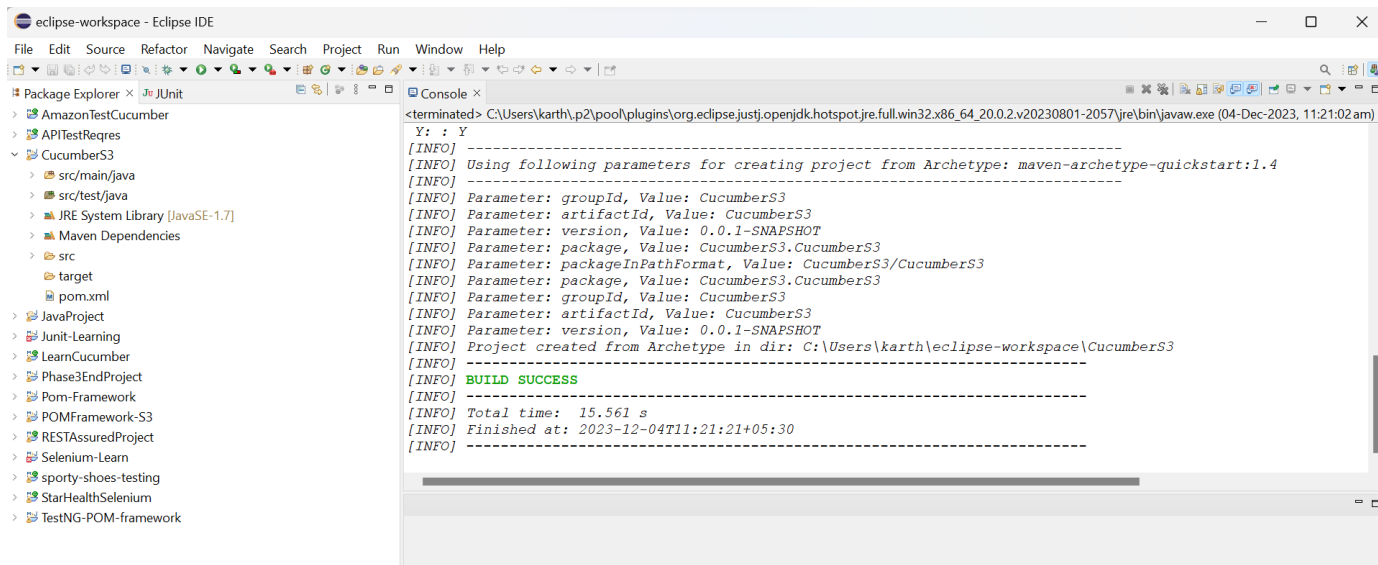 eclipse-workspace - Eclipse IDE
File Edit Source Refactor Navigate Search Project Run Window Help
Package Explorer JUnit
AmazonTestCucumber
APITestReqres
CucumberS3
src/main/java
src/test/java
JRE System Library [JavaSE-1.7]
Maven Dependencies
src
target
pom.xml
JavaProject
Junit-Learning
LearnCucumber
Phase3EndProject
Pom-Framework
POMFramework-S3
RESTAssuredProject
Selenium-Learn
sporty-shoes-testing
StarHealthSelenium
TestNG-POM-framework
Console
<terminated> C:\Users\karth\.p2\pool\plugins\org.eclipse.justj.openjdk.hotspot.jre.full.win32.x86_64_20.0.2.v20230801-2057\jre\bin\javaw.exe (04-Dec-2023, 11:21:02 am)
Y: : Y
[INFO] ----------------------------------------------------------------------------
[INFO] Using following parameters for creating project from Archetype: maven-archetype-quickstart:1.4
[INFO] ----------------------------------------------------------------------------
[INFO] Parameter: groupId, Value: CucumberS3
[INFO] Parameter: artifactId, Value: CucumberS3
[INFO] Parameter: version, Value: 0.0.1-SNAPSHOT
[INFO] Parameter: package, Value: CucumberS3.CucumberS3
[INFO] Parameter: packageInPathFormat, Value: CucumberS3/CucumberS3
[INFO] Parameter: package, Value: CucumberS3.CucumberS3
[INFO] Parameter: groupId, Value: CucumberS3
[INFO] Parameter: artifactId, Value: CucumberS3
[INFO] Parameter: version, Value: 0.0.1-SNAPSHOT
[INFO] Project created from Archetype in dir: C:\Users\karth\eclipse-workspace\CucumberS3
[INFO] ------------------------------------------------------------------------
[INFO] BUILD SUCCESS
[INFO] ------------------------------------------------------------------------
[INFO] Total time:  15.561 s
[INFO] Finished at: 2023-12-04T11:21:21+05:30
[INFO] ------------------------------------------------------------------------